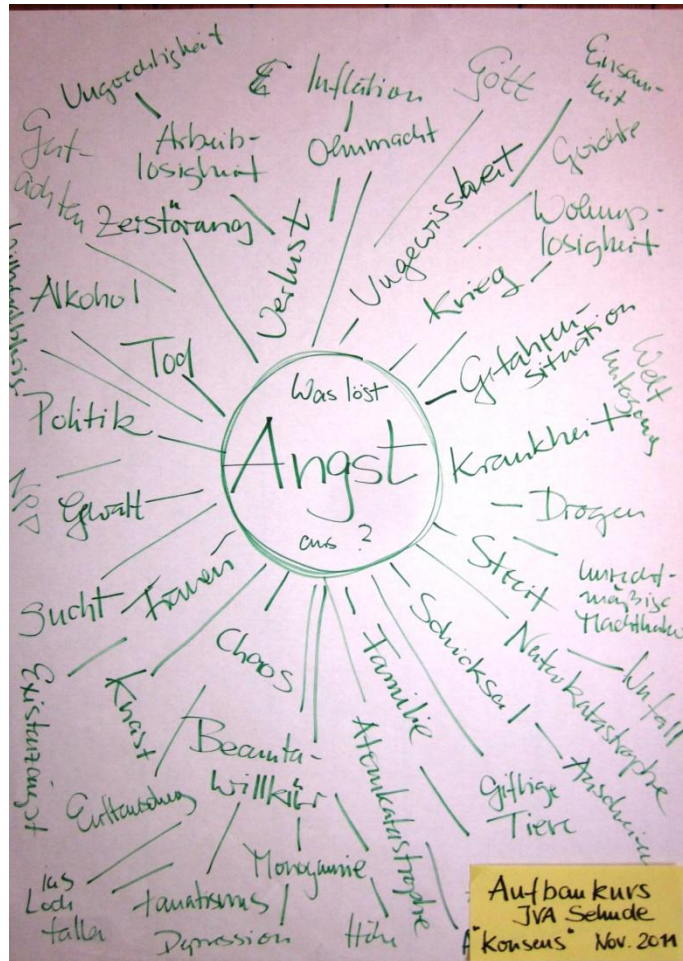 Was löst
Angst
aus?
Ungerechtigkeit
Arbeits-
losigkeit
Inflation
Ohnmacht
Gott
Einsam-
keit
Gut-
achten
Zerstörung
Verlust
Ungewissheit
Krieg
Wohnungs-
losigkeit
Alkohol
Tod
Gefahren-
situation
Politik
Krankheit
Gewalt
Drogen
Sucht
Frauen
Streit
Unrecht-
mäßige
Existenzangst
Knast
Chaos
Familie
Schicksal
Naturkatastrophe
Unfall
Beamten-
willkür
Atomkatastrophe
Giftige
Tiere
Enttäuschung
ins
Loch
fallen
Fanatismus
Monogamie
Depression
Höhe
Aufbaukurs
JVA Sehnde
"Konsens" Nov. 2011